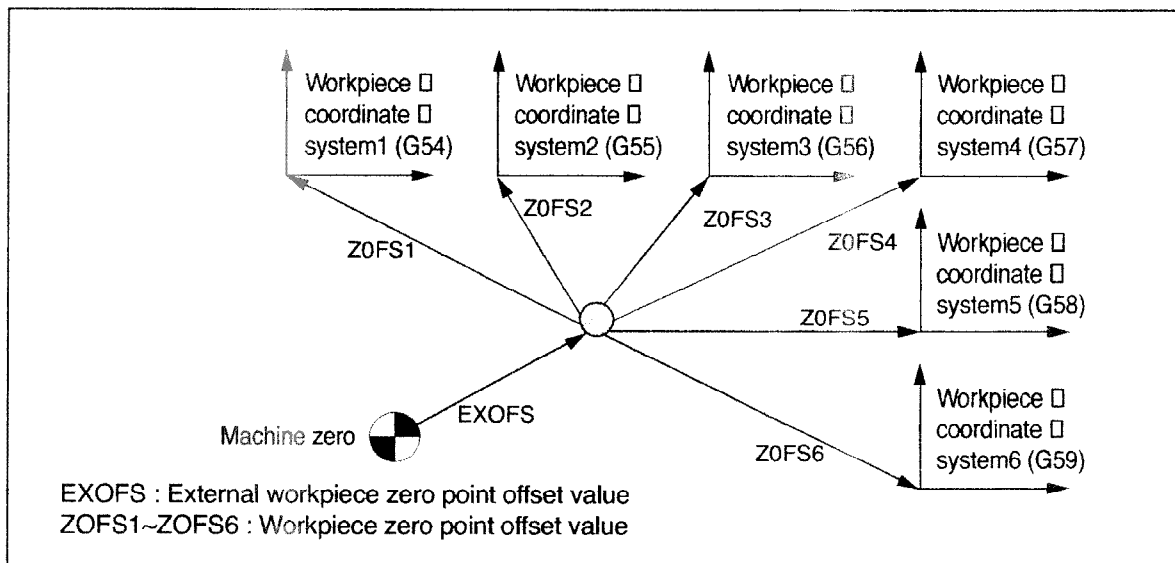 Workpiece □
coordinate □
system1 (G54)
Workpiece □
coordinate □
system2 (G55)
Workpiece □
coordinate □
system3 (G56)
Workpiece □
coordinate □
system4 (G57)
Z0FS1
Z0FS2
Z0FS3
Z0FS4
Workpiece □
coordinate □
system5 (G58)
Z0FS5
Workpiece □
coordinate □
system6 (G59)
Z0FS6
EXOFS
Machine zero
EXOFS : External workpiece zero point offset value
ZOFS1~ZOFS6 : Workpiece zero point offset value